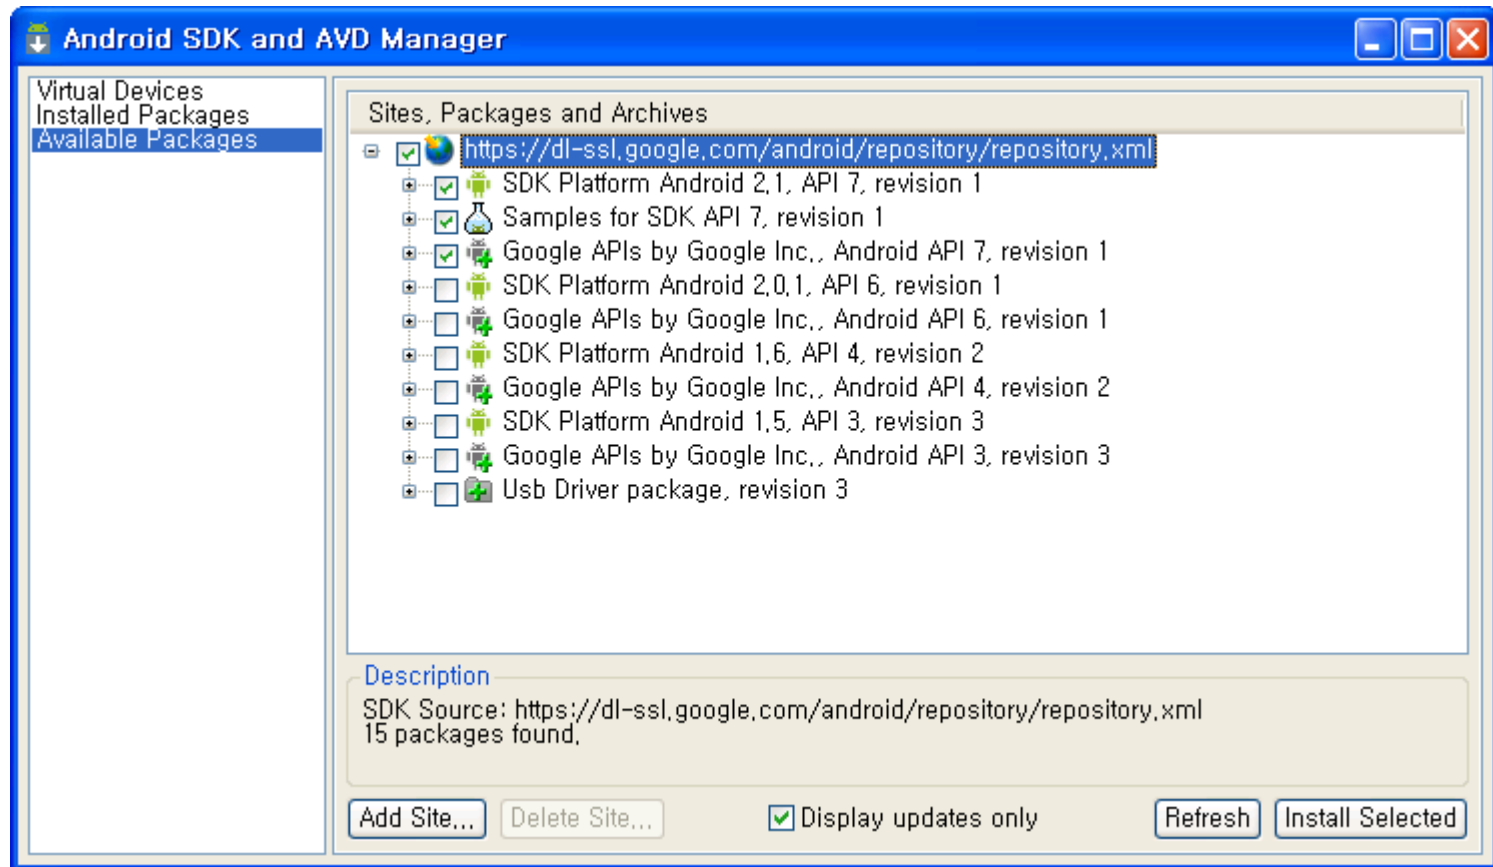 Android SDK and AVD Manager
Virtual Devices
Installed Packages
Available Packages
Sites, Packages and Archives
https://dl-ssl.google.com/android/repository/repository.xml
SDK Platform Android 2.1, API 7, revision 1
Samples for SDK API 7, revision 1
Google APIs by Google Inc., Android API 7, revision 1
SDK Platform Android 2.0.1, API 6, revision 1
Google APIs by Google Inc., Android API 6, revision 1
SDK Platform Android 1.6, API 4, revision 2
Google APIs by Google Inc., Android API 4, revision 2
SDK Platform Android 1.5, API 3, revision 3
Google APIs by Google Inc., Android API 3, revision 3
Usb Driver package, revision 3
Description
SDK Source: https://dl-ssl.google.com/android/repository/repository.xml
15 packages found.
Add Site... Delete Site... Display updates only Refresh Install Selected